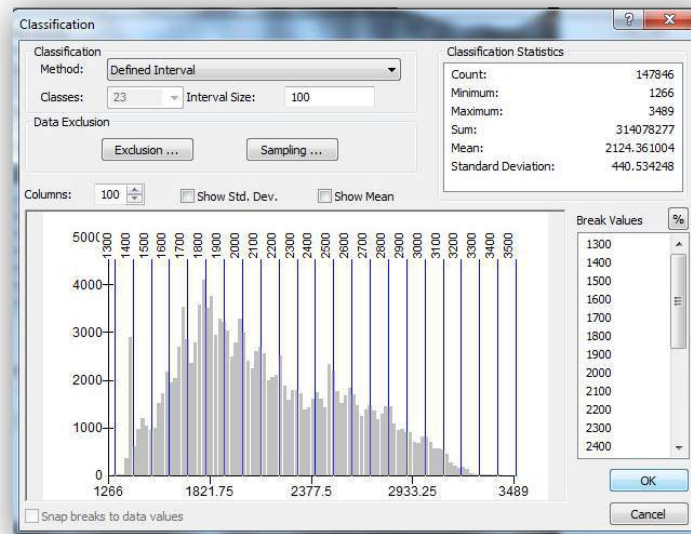 Classification
Classification
Method: Defined Interval
Classes: 23 Interval Size: 100
Data Exclusion
Exclusion ... Sampling ...
Classification Statistics
Count: 147846
Minimum: 1266
Maximum: 3489
Sum: 314078277
Mean: 2124.361004
Standard Deviation: 440.534248
Columns: 100 Show Std. Dev. Show Mean
1300 1400 1500 1600 1700 1800 1900 2000 2100 2200 2300 2400 2500 2600 2700 2800 2900 3000 3100 3200 3300 3400 3500
5000
4000
3000
2000
1000
0
1266 1821.75 2377.5 2933.25 3489
Break Values %
1300
1400
1500
1600
1700
1800
1900
2000
2100
2200
2300
2400
Snap breaks to data values
OK
Cancel